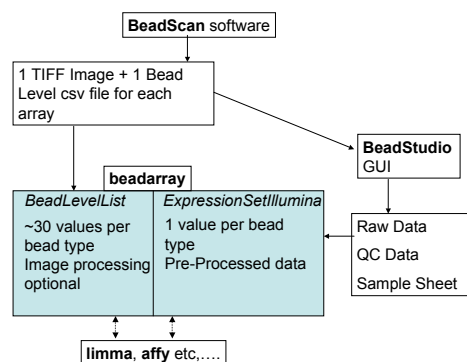 BeadScan software
1 TIFF Image + 1 Bead
Level csv file for each
array
BeadStudio
GUI
beadarray
BeadLevelList
~30 values per
bead type
Image processing
optional
ExpressionSetIllumina
1 value per bead
type
Pre-Processed data
Raw Data
QC Data
Sample Sheet
limma, affy etc,....